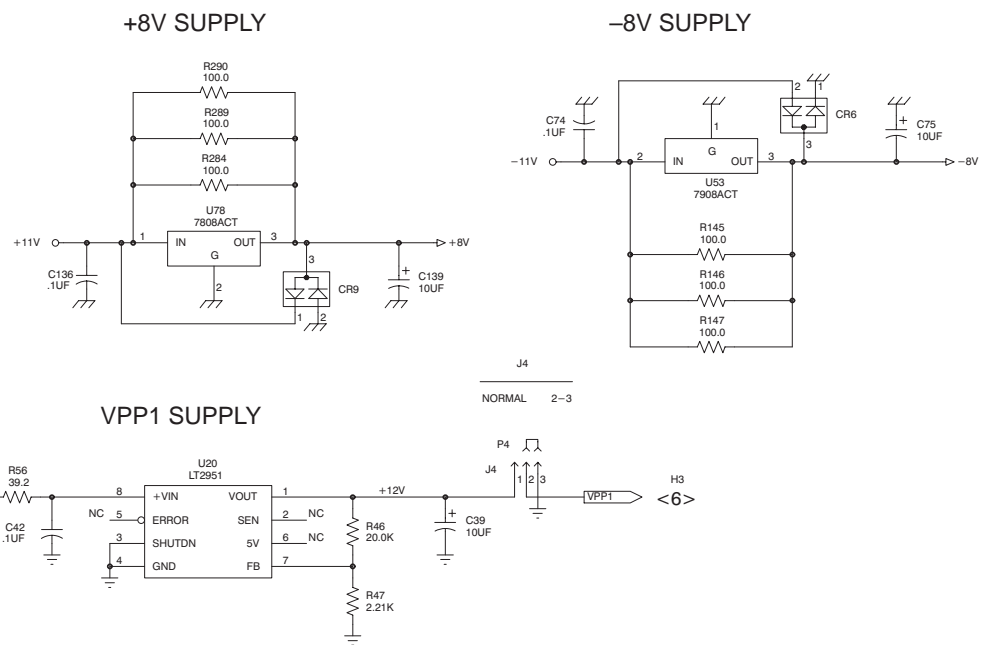 +8V SUPPLY
R290
100.0
R289
100.0
R284
100.0
U78
7808ACT
+11V
1
IN
OUT
3
+8V
G
2
C136
.1UF
3
CR9
1
2
+
C139
10UF
–8V SUPPLY
2
1
CR6
3
C74
.1UF
1
G
+
C75
10UF
−11V
2
IN
OUT
3
−8V
U53
7908ACT
R145
100.0
R146
100.0
R147
100.0
J4
NORMAL 2−3
VPP1 SUPPLY
R56
39.2
C42
.1UF
U20
LT2951
8
+VIN
VOUT
1
+12V
NC
5
ERROR
SEN
2
NC
3
SHUTDN
5V
6
NC
4
GND
FB
7
R46
20.0K
R47
2.21K
+
C39
10UF
P4
J4
1
2
3
VPP1
H3
<6>